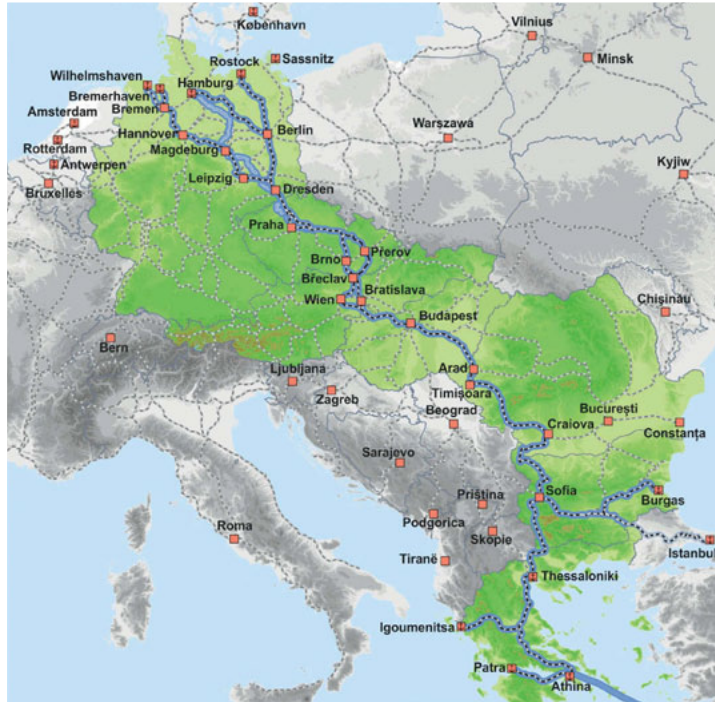 København
Vilnius
Rostock
Sassnitz
Minsk
Wilhelmshaven
Hamburg
Bremerhaven
Amsterdam
Bremen
Warszawa
Hannover
Berlin
Rotterdam
Magdeburg
Antwerpen
Kyjiw
Leipzig
Dresden
Bruxelles
Praha
Přerov
Brno
Břeclav
Wien
Bratislava
Chişinău
Budapest
Bern
Arad
Ljubljana
Timişoara
Zagreb
Beograd
Bucureşti
Craiova
Constanţa
Sarajevo
Sofia
Priština
Burgas
Podgorica
Roma
Skopie
Istanbul
Tiranë
Thessaloniki
Igoumenitsa
Patra
Athina